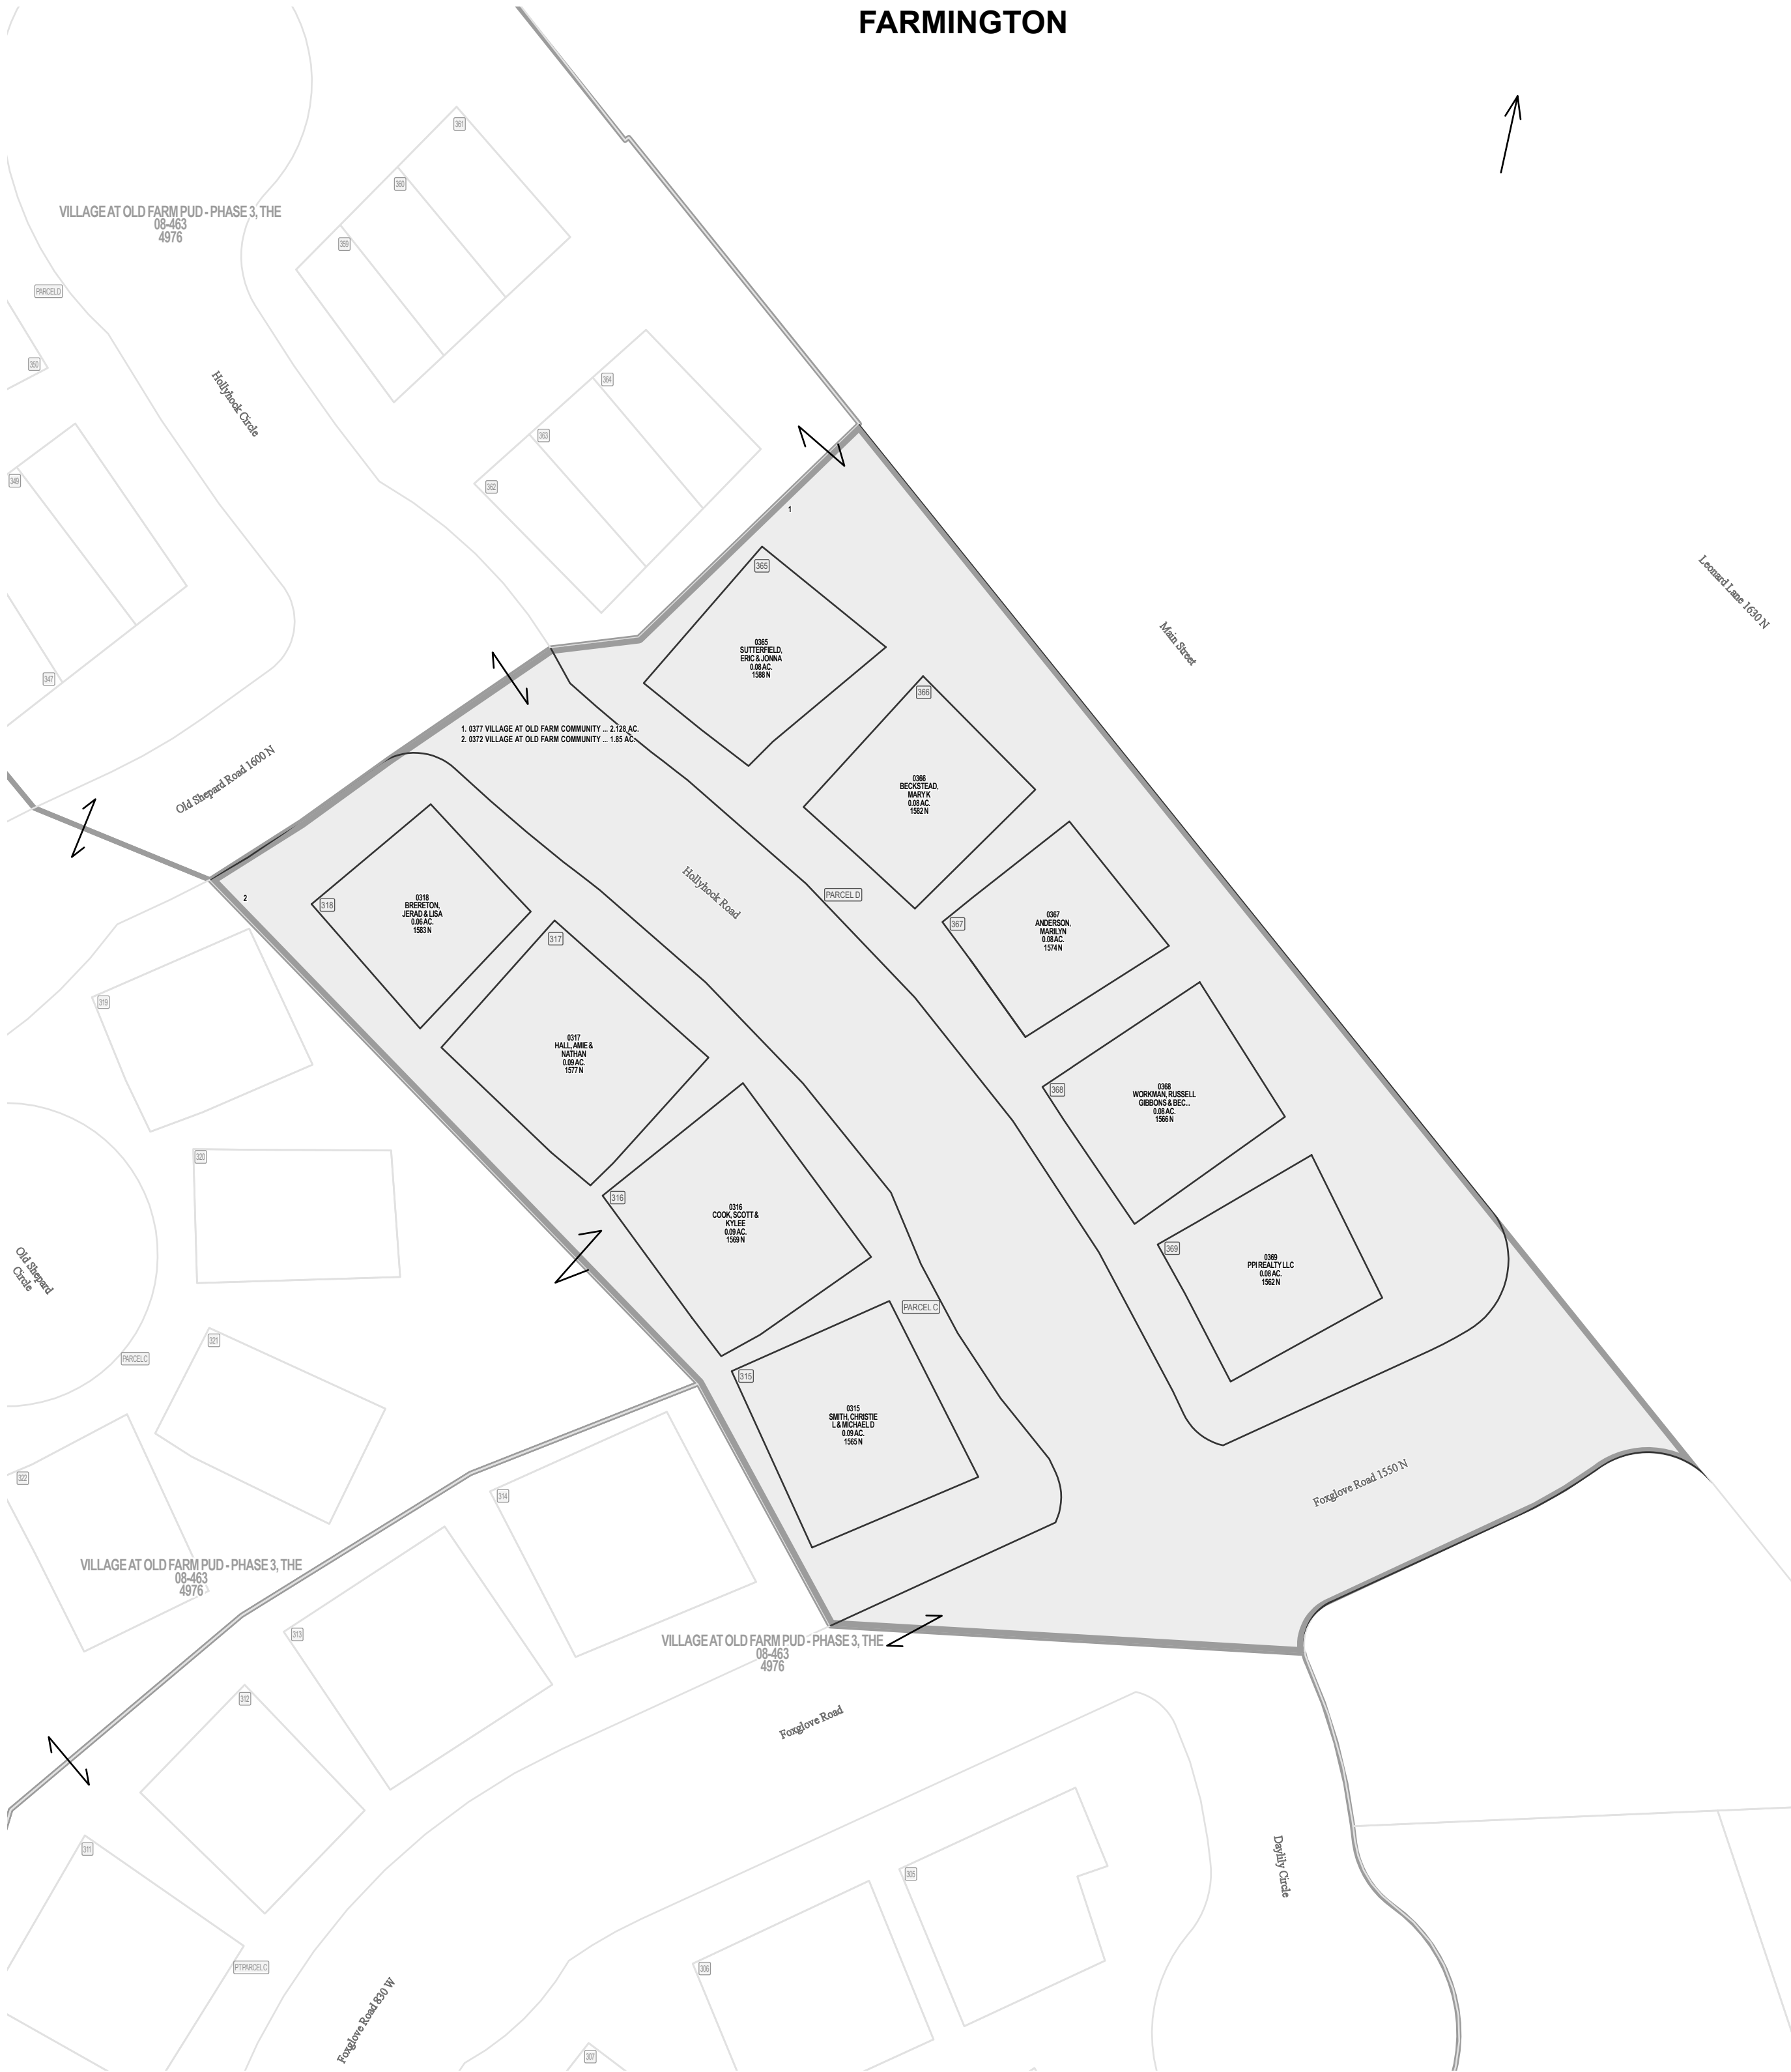 FARMINGTON
361
360
VILLAGE AT OLD FARM PUD - PHASE 3, THE
08-463
4976
359
PARCEL D
350
364
Hollyhock Circle
363
349
362
1
365
Leonard Lane 1630 N
0365
SUTTERFIELD,
ERIC & JONNA
0.08 AC.
1588 N
Main Street
347
366
1. 0377 VILLAGE AT OLD FARM COMMUNITY ... 2.128 AC.
2. 0372 VILLAGE AT OLD FARM COMMUNITY ... 1.85 AC.
Old Shepard Road 1600 N
0366
BECKSTEAD,
MARY K
0.08 AC.
1582 N
Hollyhock Road
PARCEL D
2
318
0318
BRERETON,
JERAD & LISA
0.06 AC.
1583 N
317
367
0367
ANDERSON,
MARILYN
0.08 AC.
1574 N
319
0317
HALL, AMIE &
NATHAN
0.09 AC.
1577 N
368
0368
WORKMAN, RUSSELL
GIBBONS & BEC...
0.08 AC.
1566 N
320
316
0316
COOK, SCOTT &
KYLEE
0.09 AC.
1569 N
369
0369
PPI REALTY LLC
0.08 AC.
1562 N
Old Shepard
Circle
PARCEL C
321
PARCEL C
315
0315
SMITH, CHRISTIE
L & MICHAEL D
0.09 AC.
1565 N
322
314
Foxglove Road 1550 N
VILLAGE AT OLD FARM PUD - PHASE 3, THE
08-463
4976
313
VILLAGE AT OLD FARM PUD - PHASE 3, THE
08-463
4976
312
Foxglove Road
311
Daylily Circle
305
PT PARCEL C
306
Foxglove Road 830 W
307